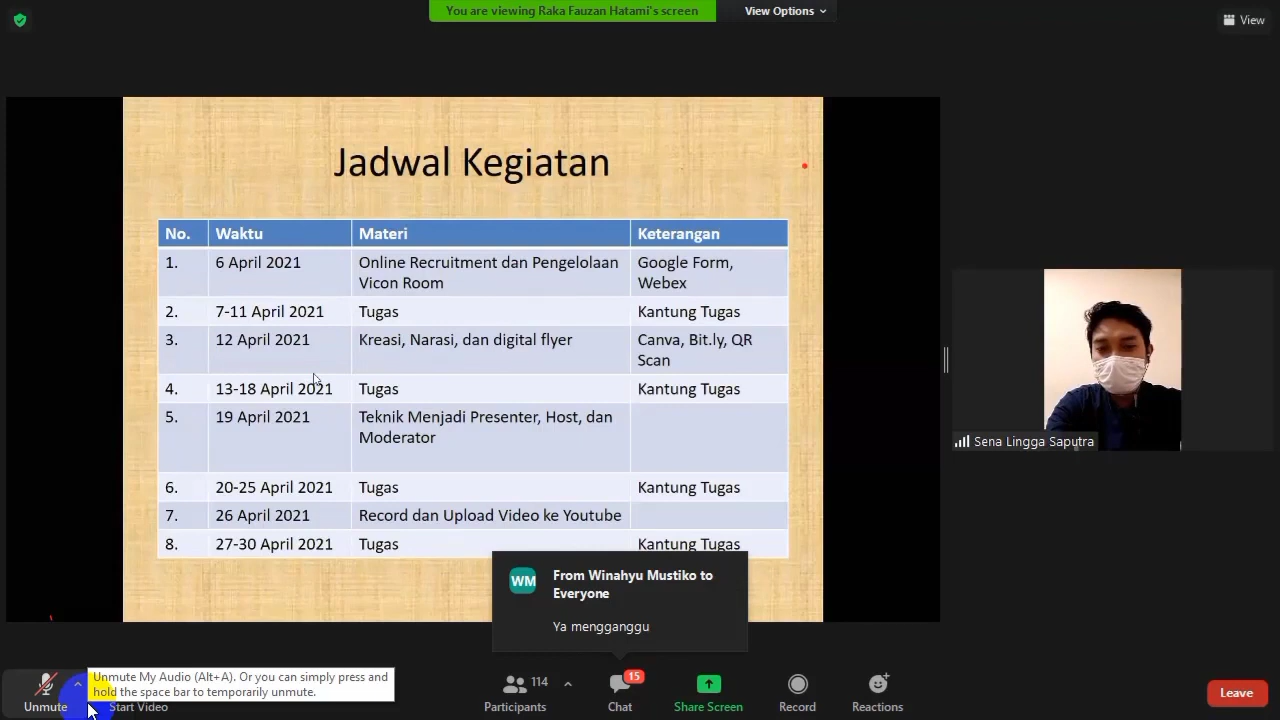 You are viewing Raka Fauzan Hatami's screen
View Options
View
Jadwal Kegiatan
No. Waktu Materi Keterangan
1. 6 April 2021 Online Recruitment dan Pengelolaan Vicon Room Google Form, Webex
2. 7-11 April 2021 Tugas Kantung Tugas
3. 12 April 2021 Kreasi, Narasi, dan digital flyer Canva, Bit.ly, QR Scan
4. 13-18 April 2021 Tugas Kantung Tugas
5. 19 April 2021 Teknik Menjadi Presenter, Host, dan Moderator
6. 20-25 April 2021 Tugas Kantung Tugas
7. 26 April 2021 Record dan Upload Video ke Youtube
8. 27-30 April 2021 Tugas Kantung Tugas
Sena Lingga Saputra
WM
From Winahyu Mustiko to
Everyone
Ya mengganggu
Unmute My Audio (Alt+A). Or you can simply press and
hold the space bar to temporarily unmute.
Unmute
Start Video
114
Participants
15
Chat
Share Screen
Record
Reactions
Leave